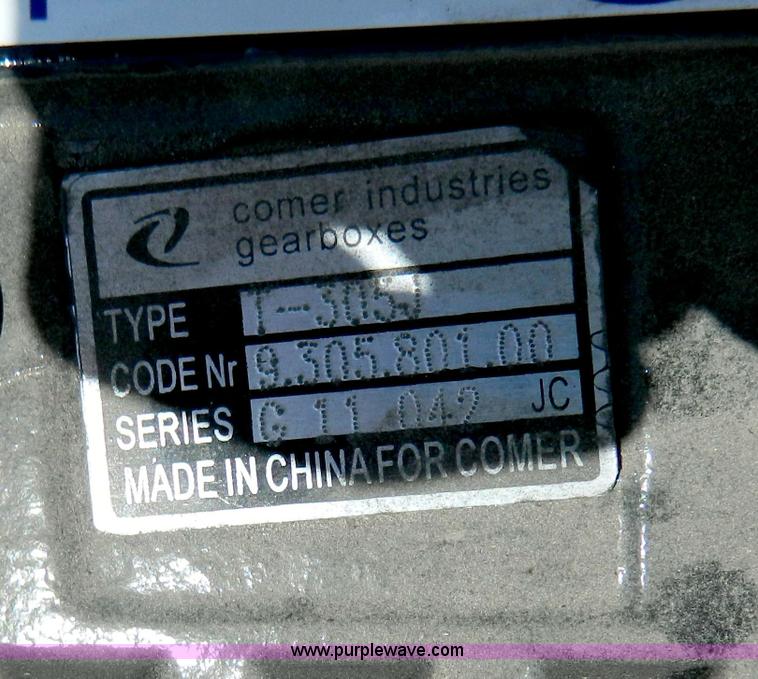 comer industries
gearboxes
TYPE T-305J
CODE Nr 9.305.801.00
SERIES C 11 042 JC
MADE IN CHINA FOR COMER
www.purplewave.com